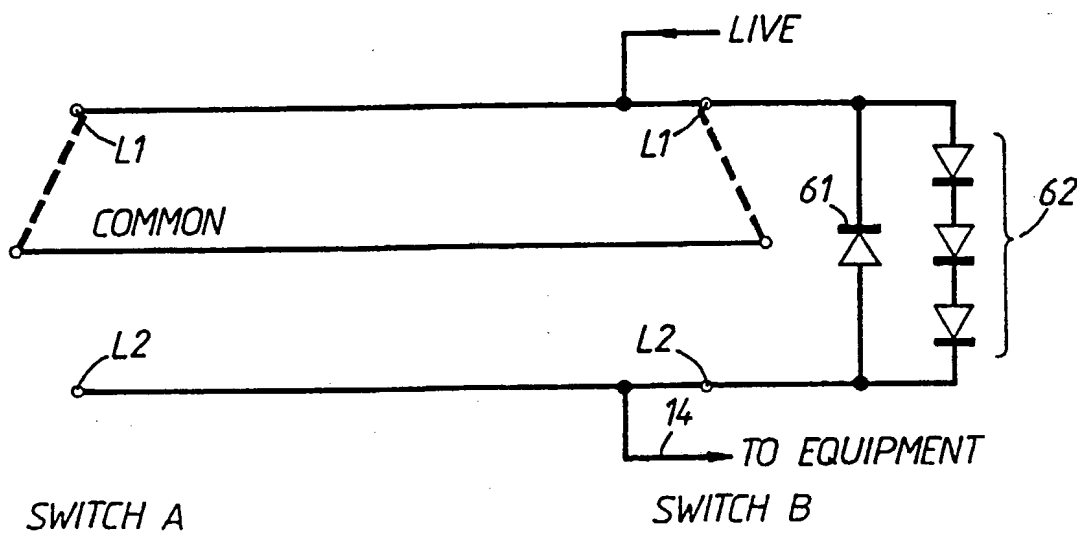 LIVE
L1
L1
61
62
COMMON
L2
L2
14
TO EQUIPMENT
SWITCH A
SWITCH B